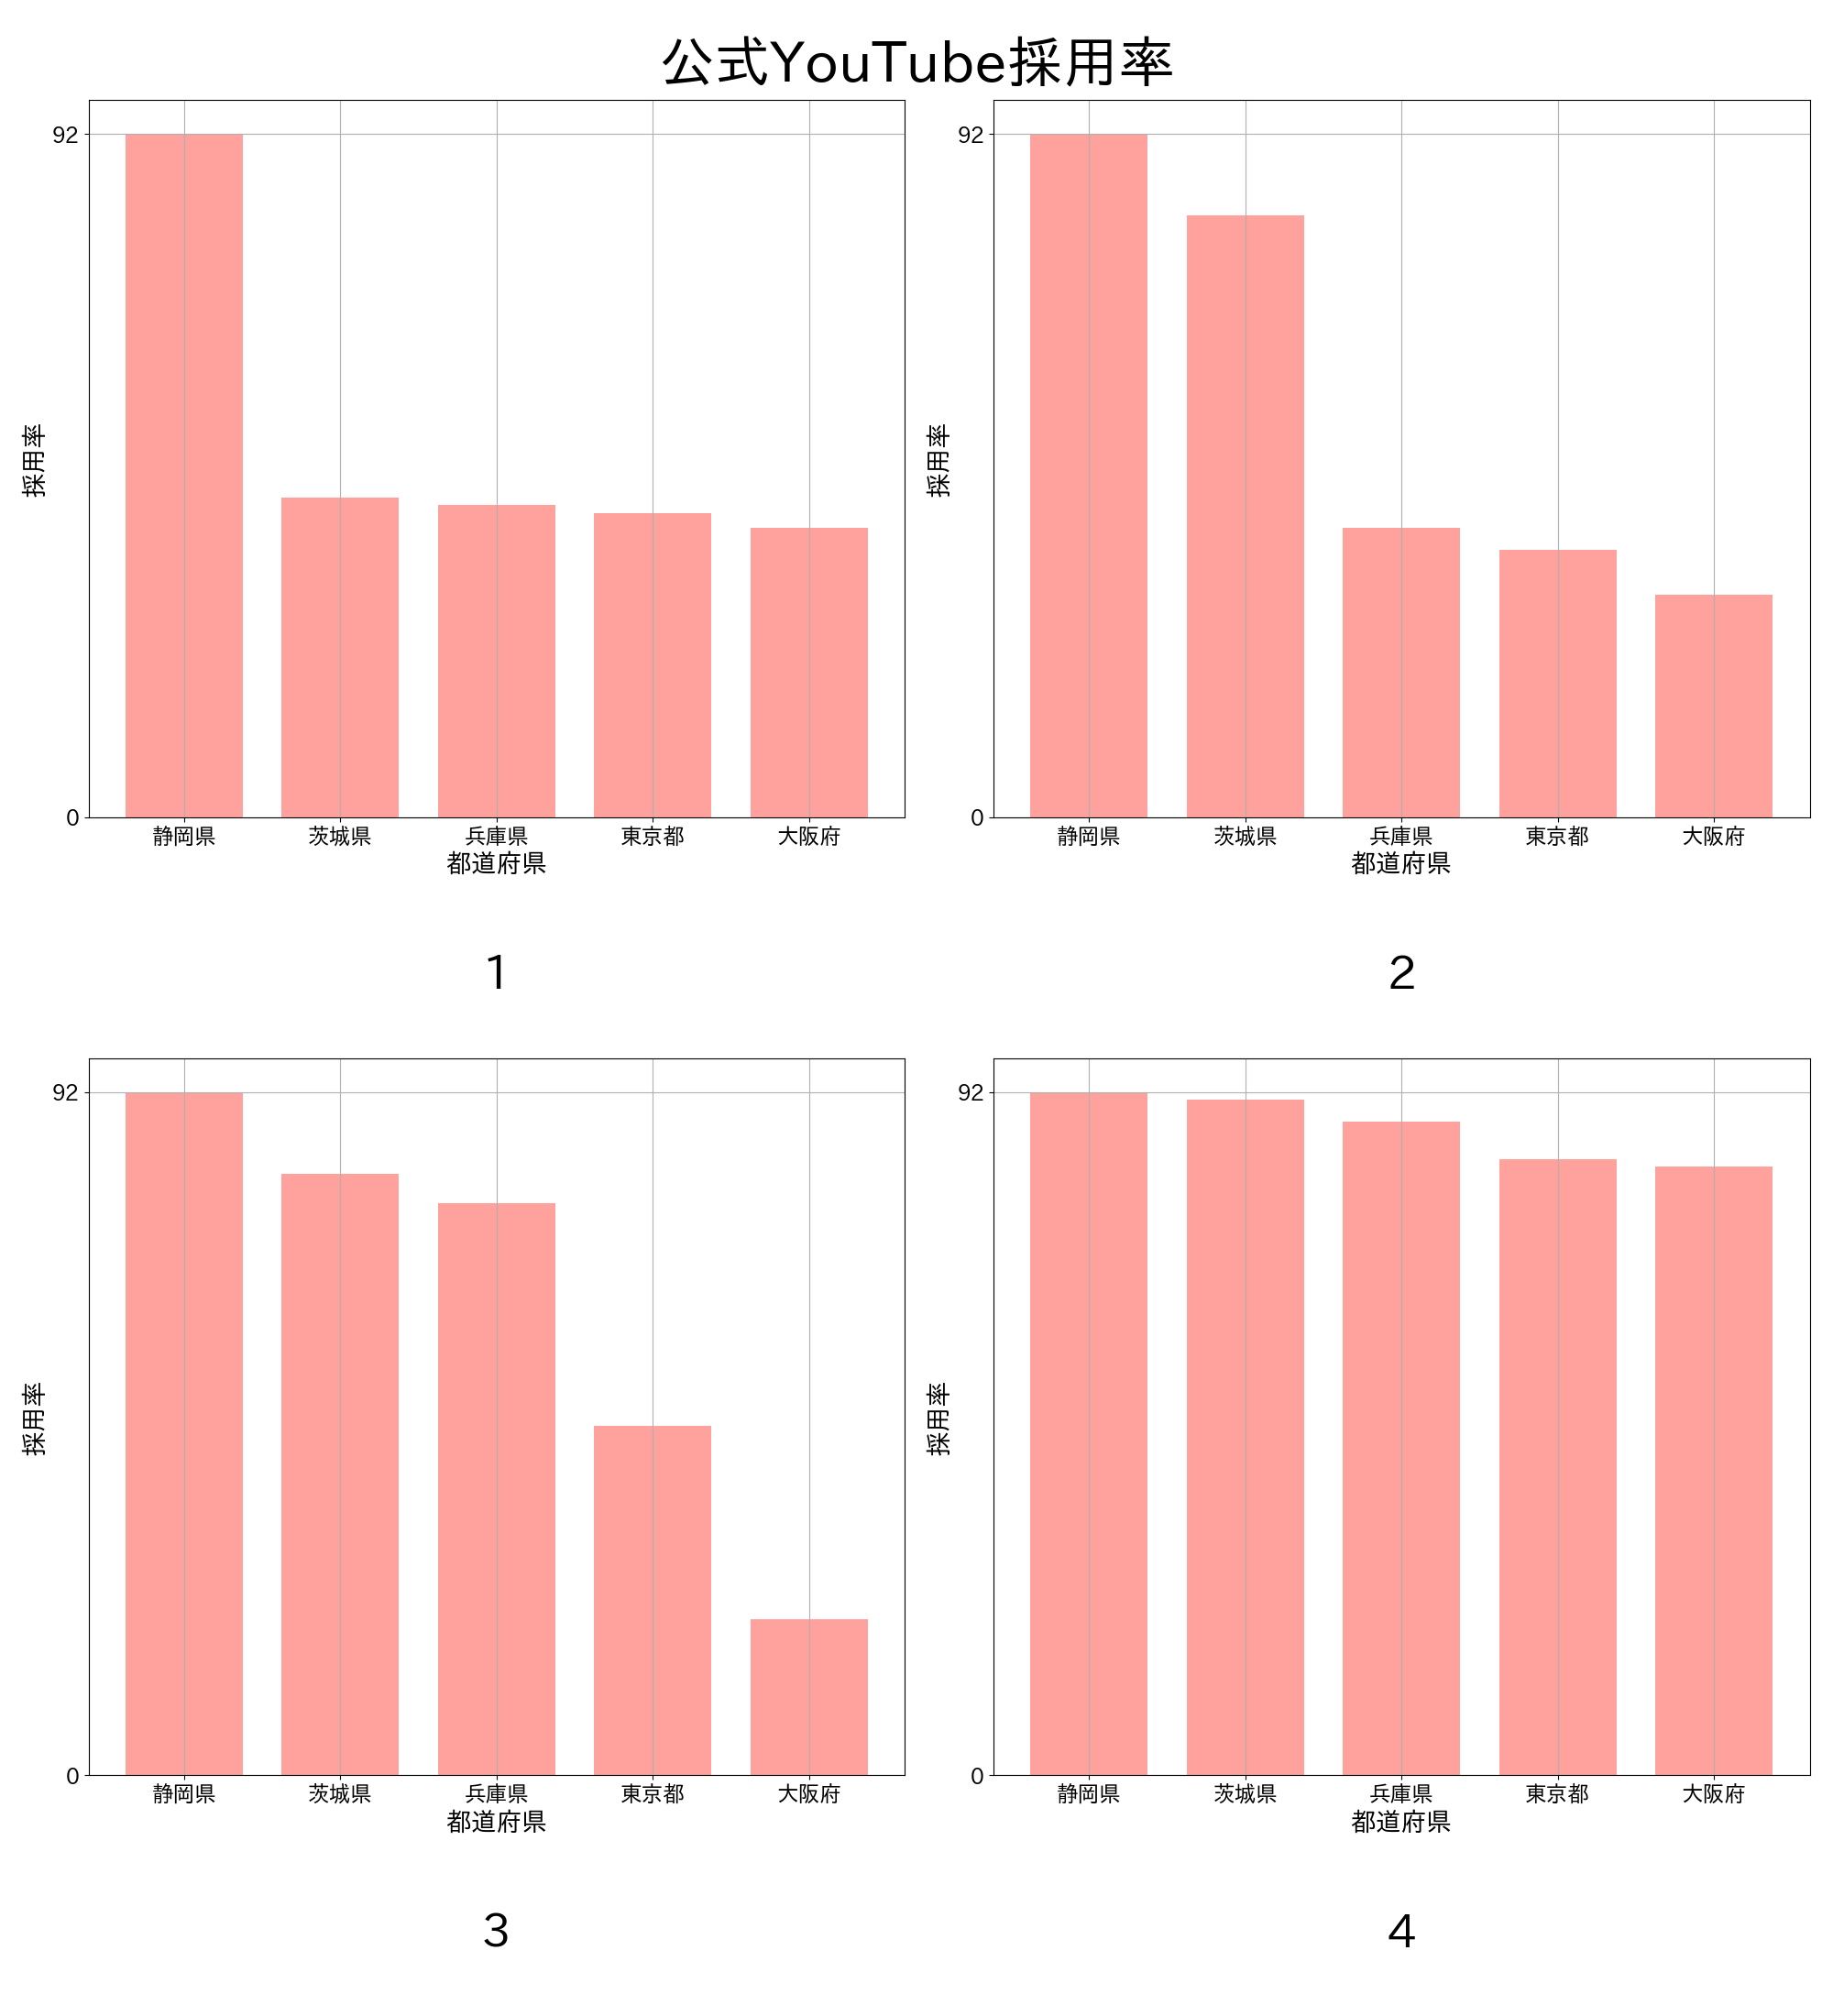 公式YouTube採用率
92
採用率
0
静岡県 茨城県 兵庫県 東京都 大阪府
都道府県
1
92
採用率
0
静岡県 茨城県 兵庫県 東京都 大阪府
都道府県
2
92
採用率
0
静岡県 茨城県 兵庫県 東京都 大阪府
都道府県
3
92
採用率
0
静岡県 茨城県 兵庫県 東京都 大阪府
都道府県
4